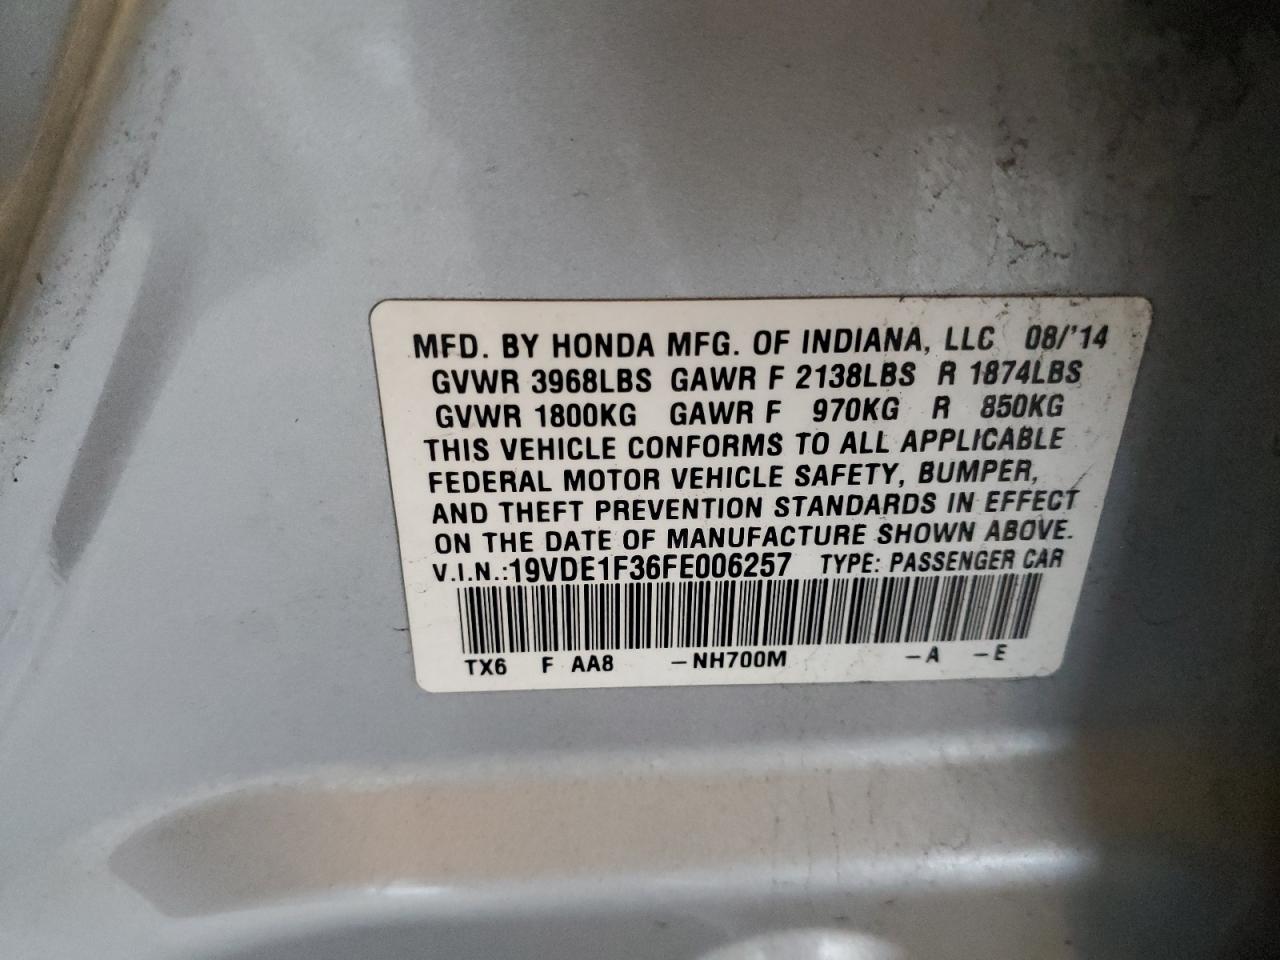 MFD. BY HONDA MFG. OF INDIANA, LLC 08/'14
GVWR 3968LBS GAWR F 2138LBS R 1874LBS
GVWR 1800KG GAWR F 970KG R 850KG
THIS VEHICLE CONFORMS TO ALL APPLICABLE
FEDERAL MOTOR VEHICLE SAFETY, BUMPER,
AND THEFT PREVENTION STANDARDS IN EFFECT
ON THE DATE OF MANUFACTURE SHOWN ABOVE.
V.I.N.:19VDE1F36FE006257 TYPE: PASSENGER CAR
TX6 F AA8 -NH700M -A -E